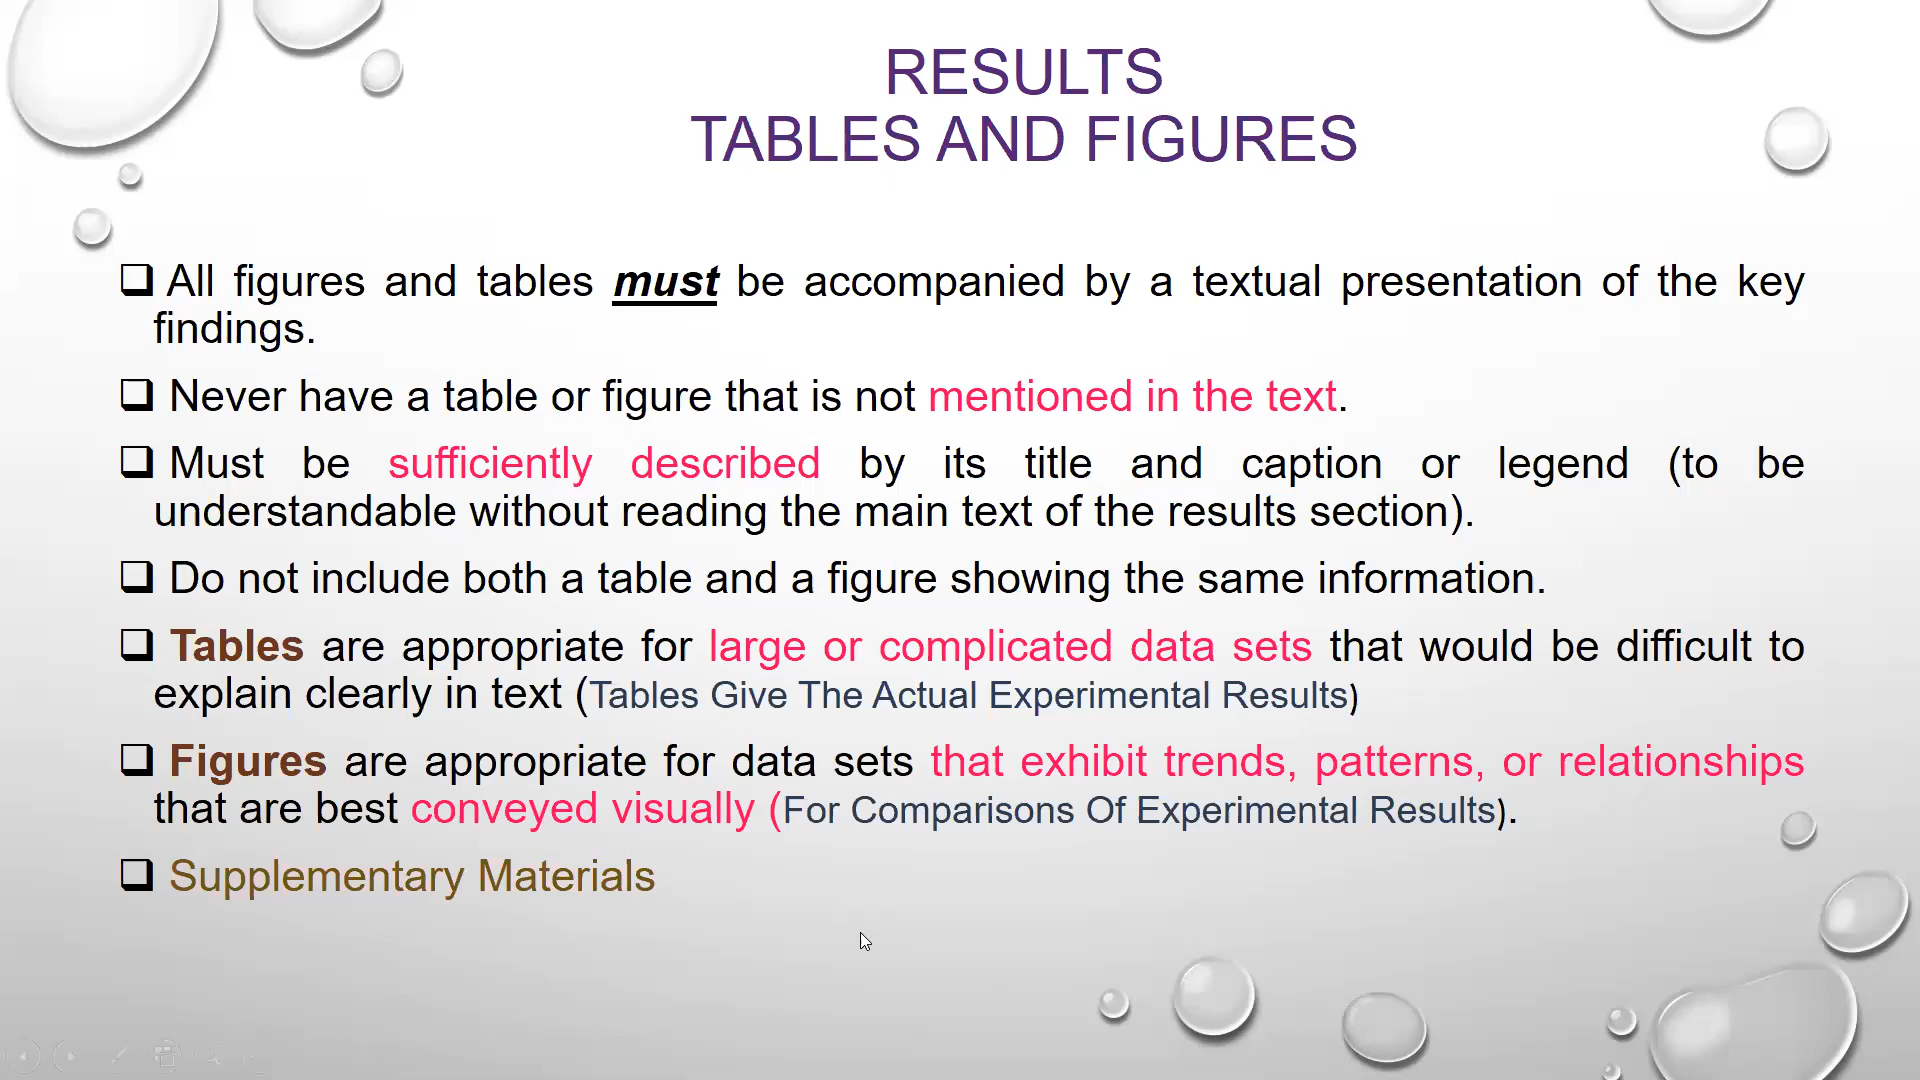 RESULTS
TABLES AND FIGURES
All figures and tables must be accompanied by a textual presentation of the key
findings.
Never have a table or figure that is not mentioned in the text.
Must be sufficiently described by its title and caption or legend (to be
understandable without reading the main text of the results section).
Do not include both a table and a figure showing the same information.
Tables are appropriate for large or complicated data sets that would be difficult to
explain clearly in text (Tables Give The Actual Experimental Results)
Figures are appropriate for data sets that exhibit trends, patterns, or relationships
that are best conveyed visually (For Comparisons Of Experimental Results).
Supplementary Materials